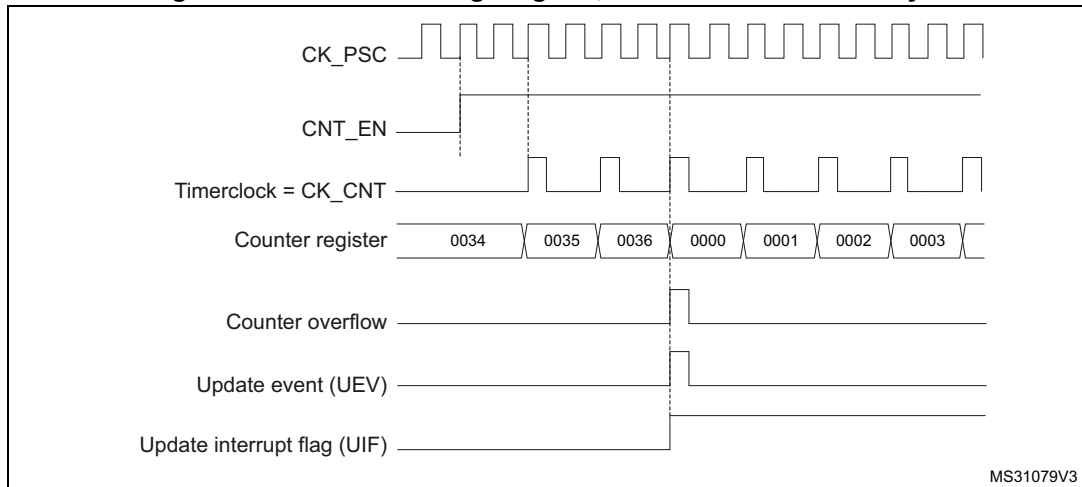 CK_PSC
CNT_EN
Timerclock = CK_CNT
Counter register 0034 0035 0036 0000 0001 0002 0003
Counter overflow
Update event (UEV)
Update interrupt flag (UIF)
MS31079V3